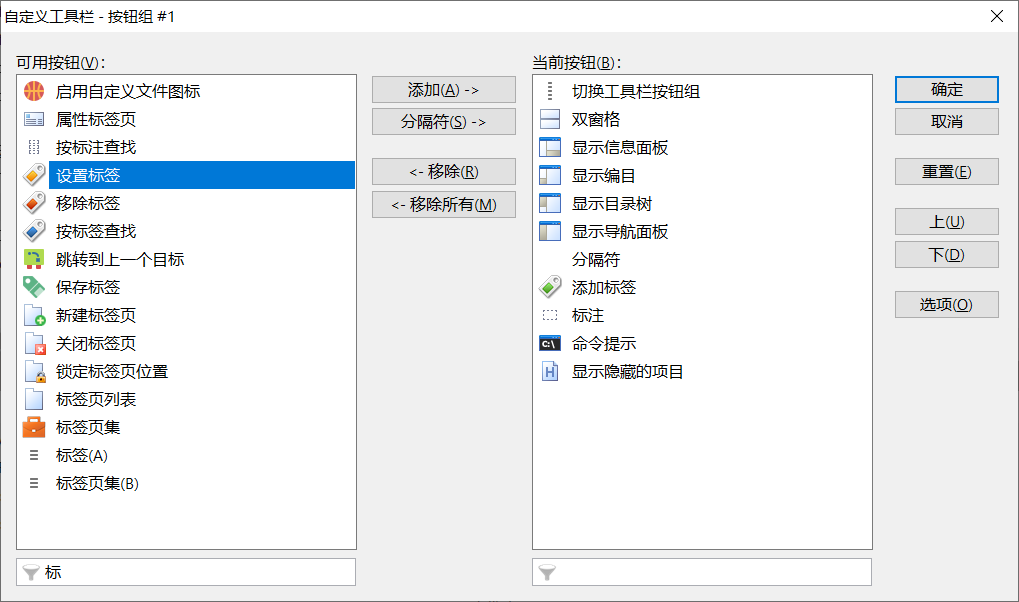 自定义工具栏 - 按钮组 #1
可用按钮(V):
启用自定义文件图标
属性标签页
按标注查找
设置标签
移除标签
按标签查找
跳转到上一个目标
保存标签
新建标签页
关闭标签页
锁定标签页位置
标签页列表
标签页集
标签(A)
标签页集(B)
标
添加(A) ->
分隔符(S) ->
<- 移除(R)
<- 移除所有(M)
当前按钮(B):
切换工具栏按钮组
双窗格
显示信息面板
显示编目
显示目录树
显示导航面板
分隔符
添加标签
标注
C:\
命令提示
H
显示隐藏的项目
确定
取消
重置(E)
上(U)
下(D)
选项(O)